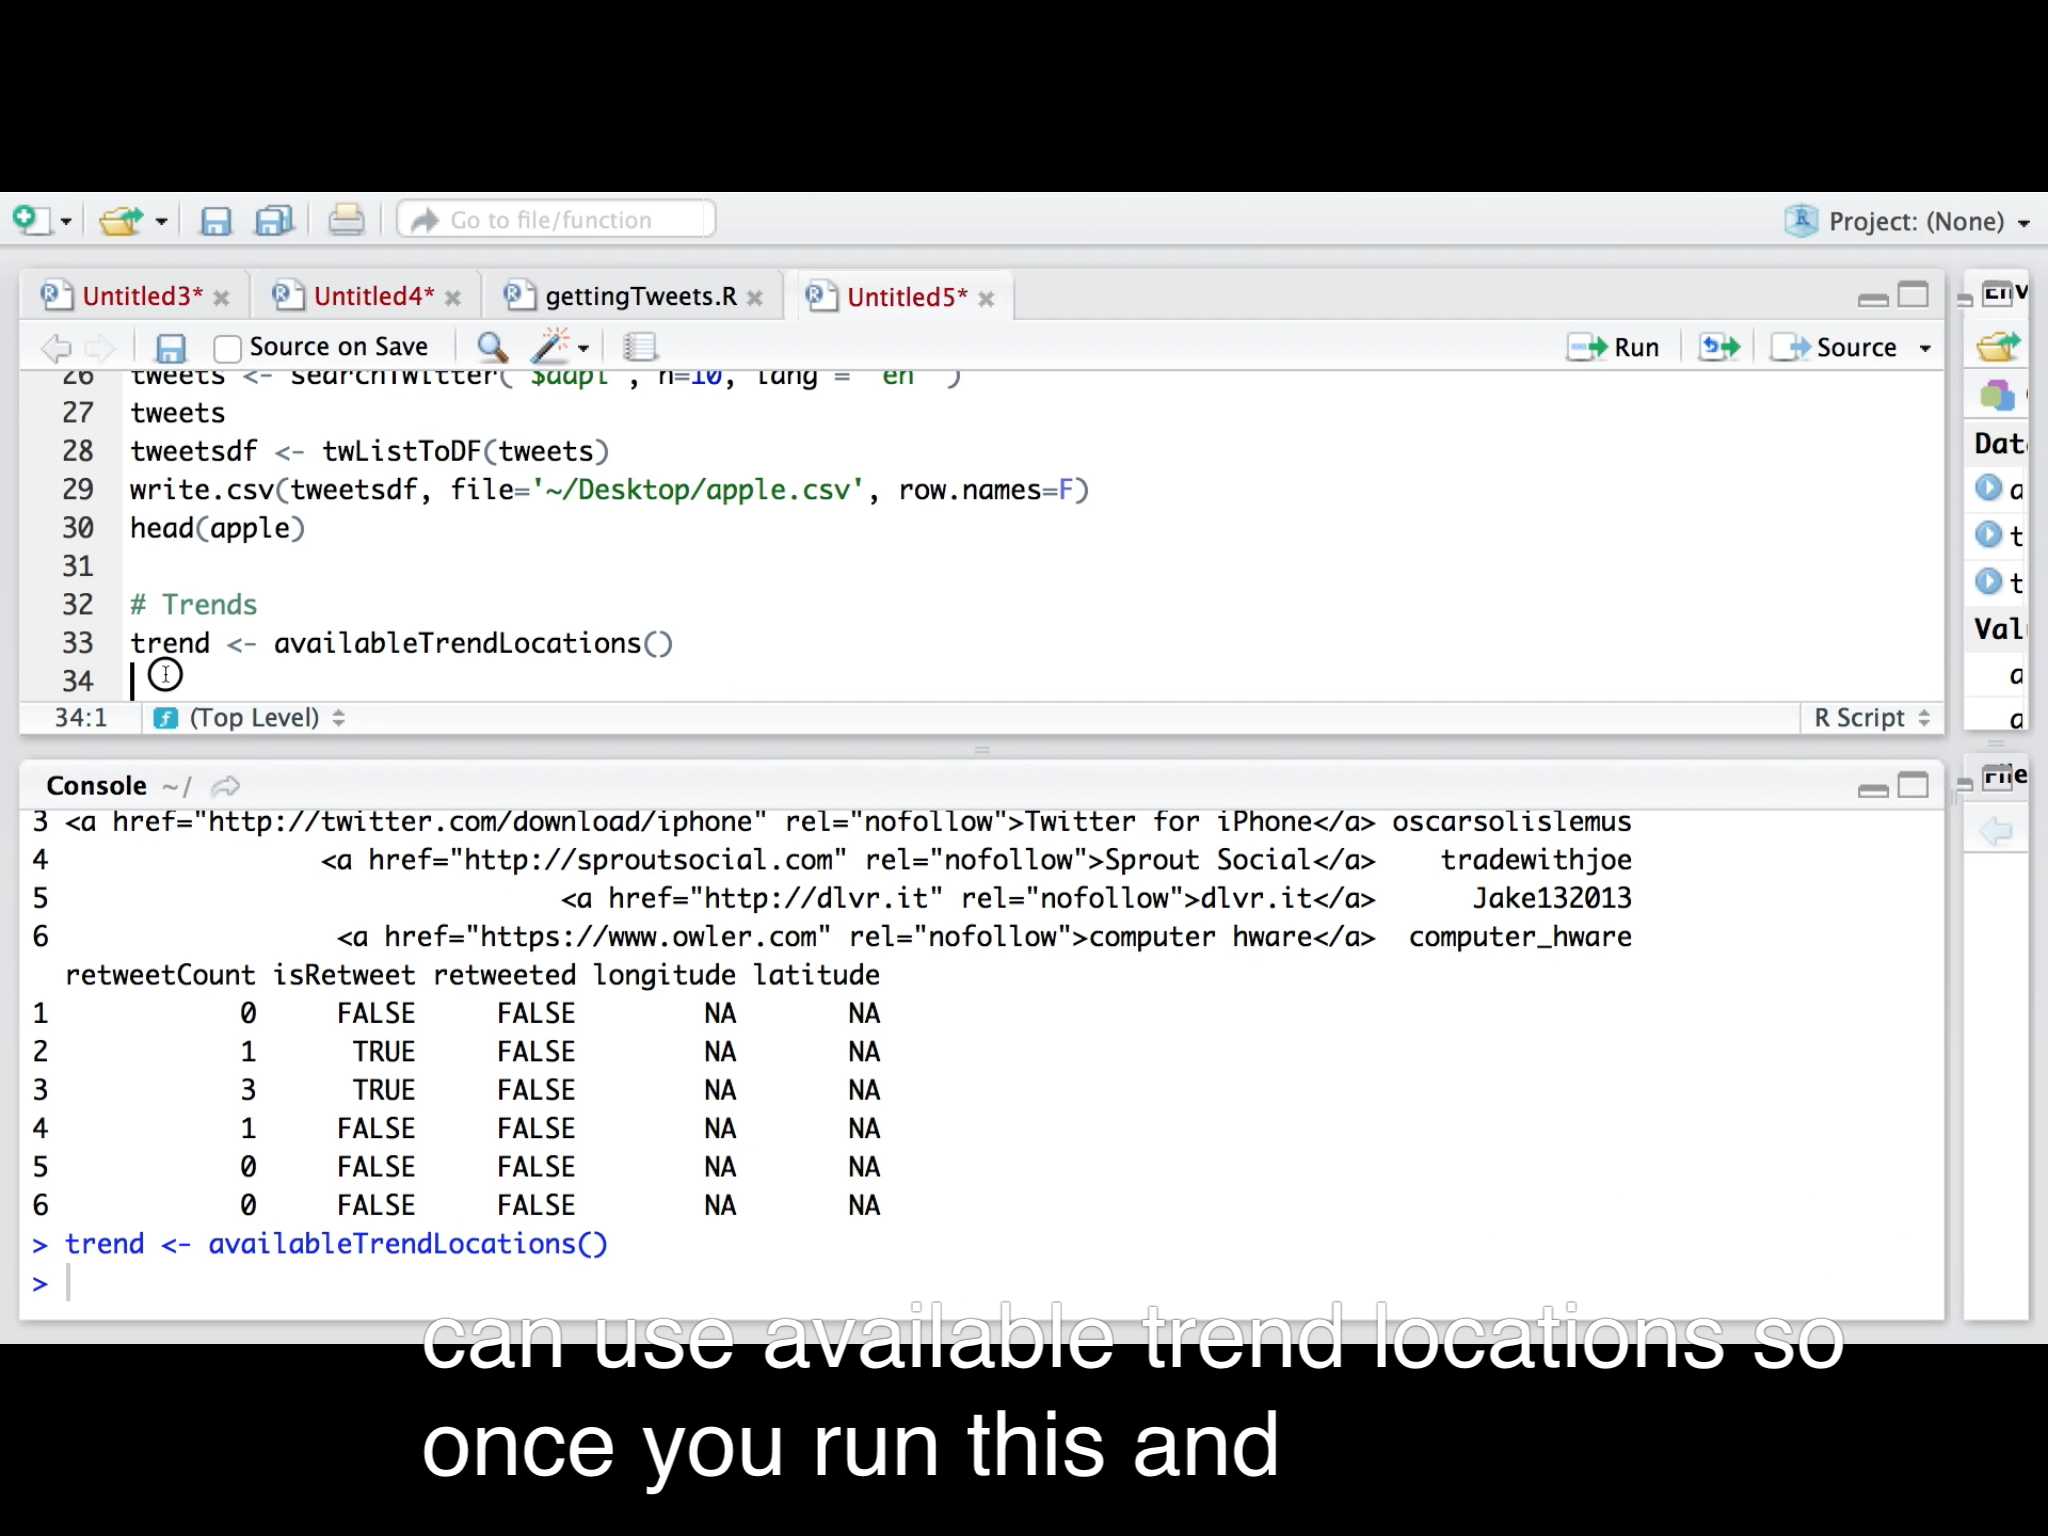 Go to file/function
Project: (None)
Untitled3* Untitled4* gettingTweets.R Untitled5*
Source on Save Run Source
26 tweets <- searchTwitter( $aapl , n=10, lang = en )
27 tweets
28 tweetsdf <- twListToDF(tweets)
29 write.csv(tweetsdf, file='~/Desktop/apple.csv', row.names=F)
30 head(apple)
31
32 # Trends
33 trend <- availableTrendLocations()
34
34:1 (Top Level) R Script
Console ~/
3 <a href="http://twitter.com/download/iphone" rel="nofollow">Twitter for iPhone</a> oscarsolislemus
4 <a href="http://sproutsocial.com" rel="nofollow">Sprout Social</a> tradewithjoe
5 <a href="http://dlvr.it" rel="nofollow">dlvr.it</a> Jake132013
6 <a href="https://www.owler.com" rel="nofollow">computer hware</a> computer_hware
retweetCount isRetweet retweeted longitude latitude
1 0 FALSE FALSE NA NA
2 1 TRUE FALSE NA NA
3 3 TRUE FALSE NA NA
4 1 FALSE FALSE NA NA
5 0 FALSE FALSE NA NA
6 0 FALSE FALSE NA NA
> trend <- availableTrendLocations()
>
can use available trend locations so
once you run this and